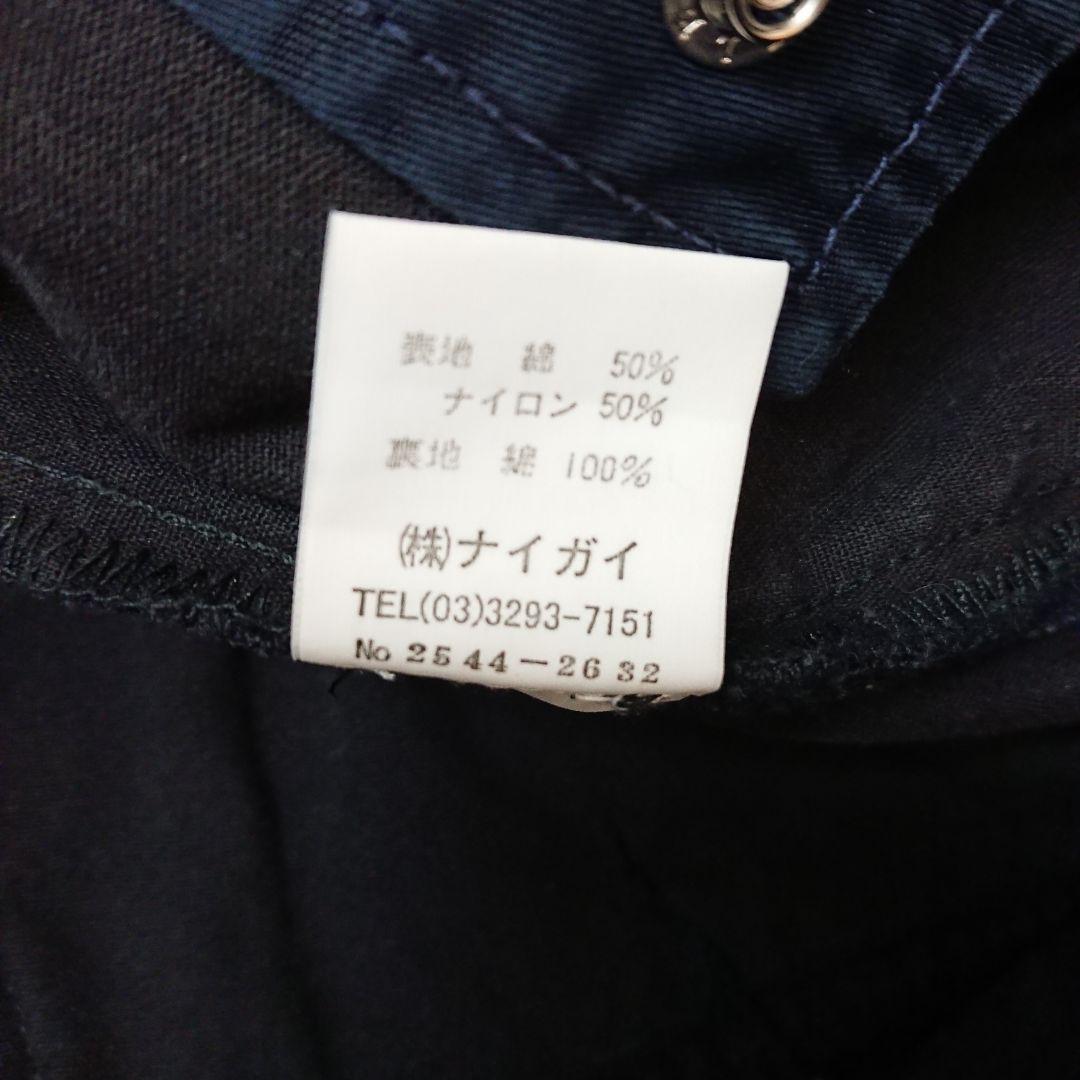 表地 綿 50%
ナイロン 50%
裏地 綿 100%
(株)ナイガイ
TEL(03)3293-7151
No 2544-2632